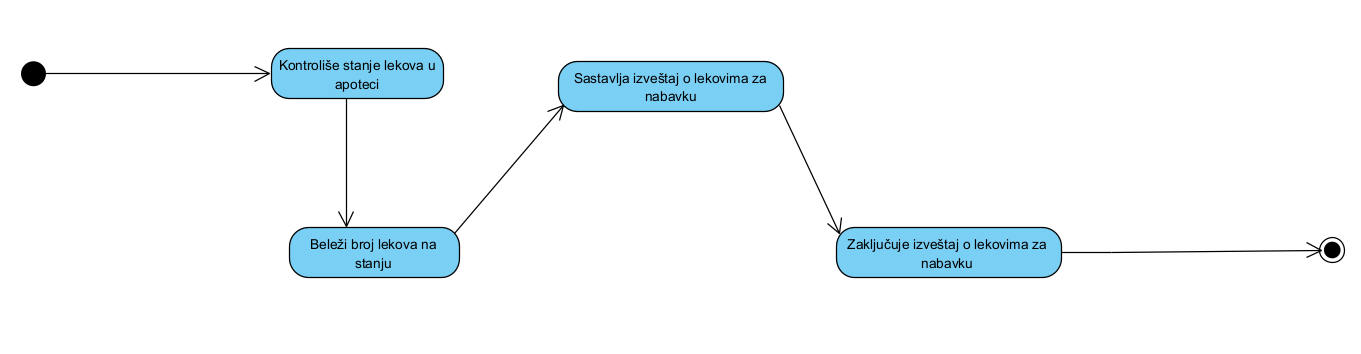 Kontroliše stanje lekova u
apoteci
Beleži broj lekova na
stanju
Sastavlja izveštaj o lekovima za
nabavku
Zaključuje izveštaj o lekovima za
nabavku